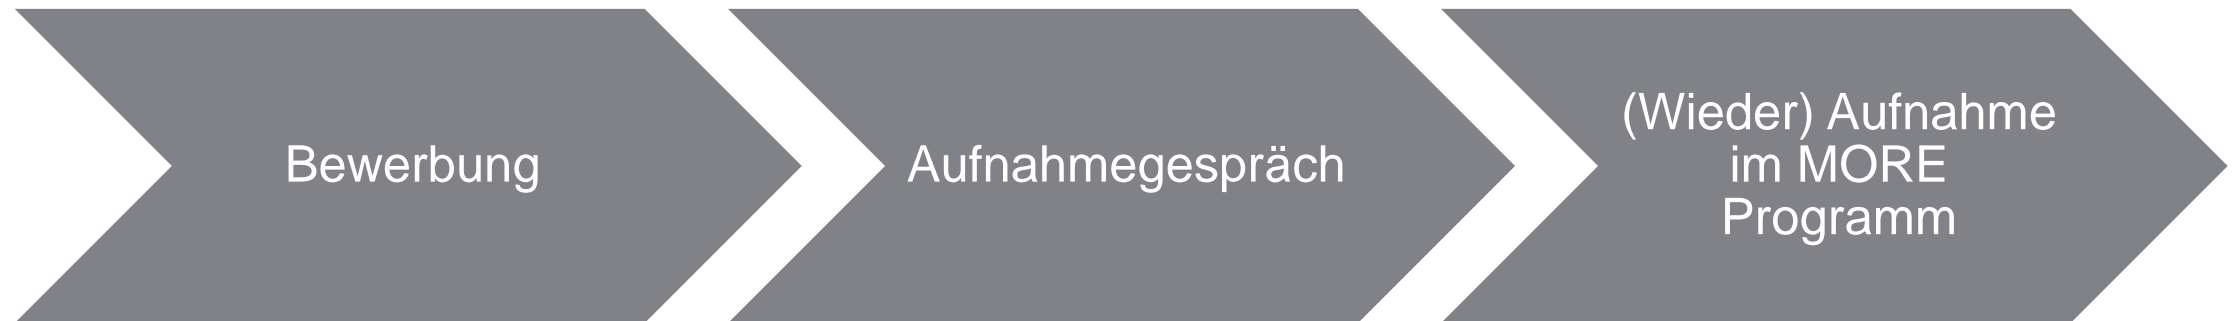 Bewerbung
Aufnahmegespräch
(Wieder) Aufnahme
im MORE
Programm